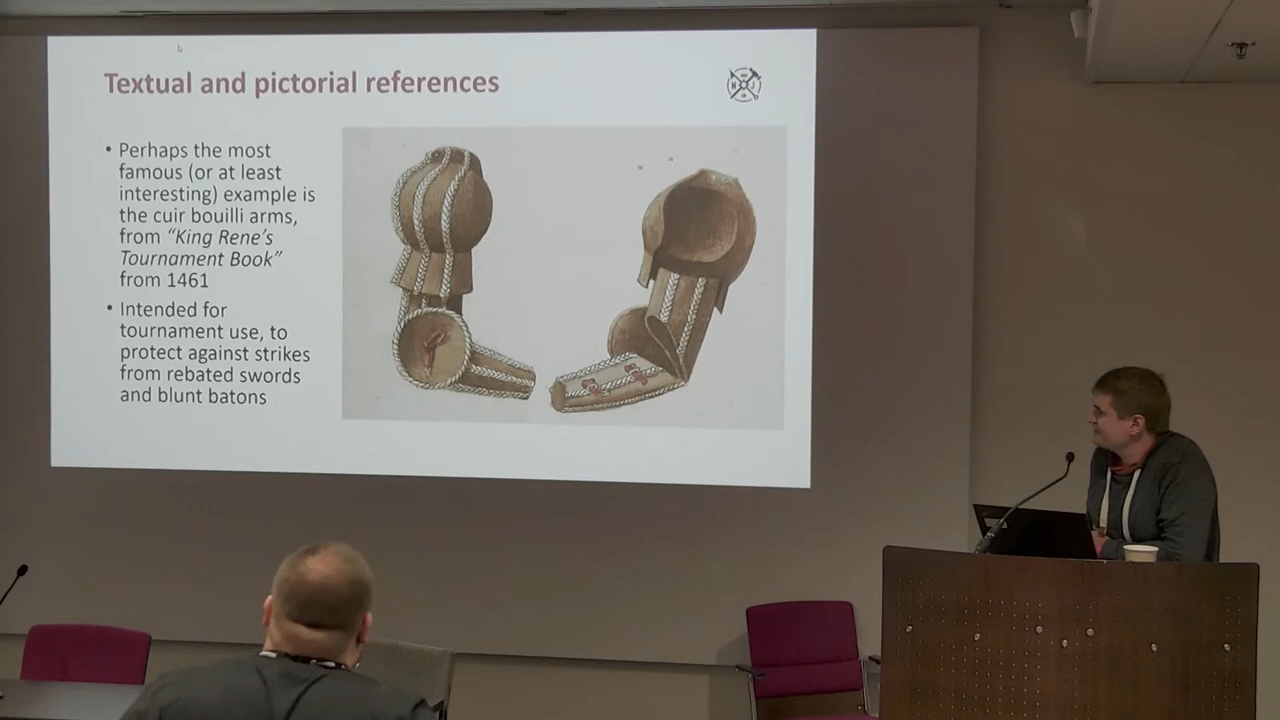 Textual and pictorial references
• Perhaps the most
famous (or at least
interesting) example is
the cuir bouilli arms,
from “King Rene's
Tournament Book”
from 1461
• Intended for
tournament use, to
protect against strikes
from rebated swords
and blunt batons